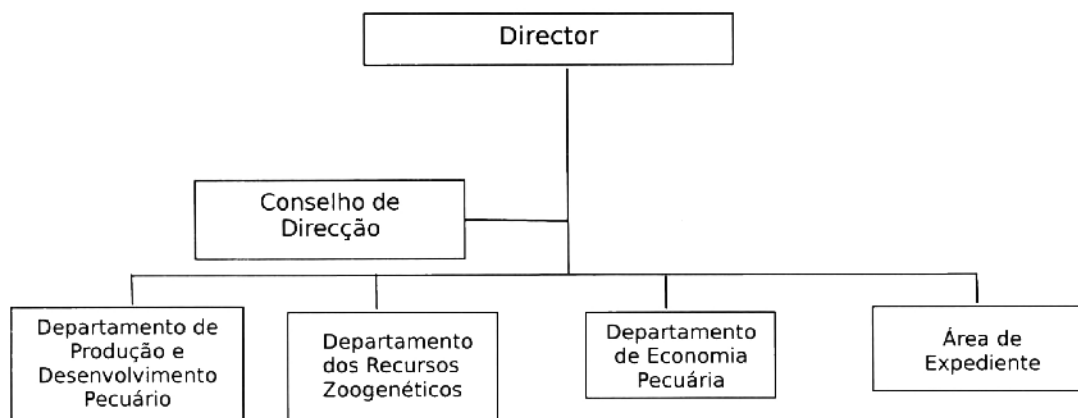 Director
Conselho de
Direcção
Departamento de
Produção e
Desenvolvimento
Pecuário
Departamento
dos Recursos
Zoogenéticos
Departamento
de Economia
Pecuária
Área de
Expediente